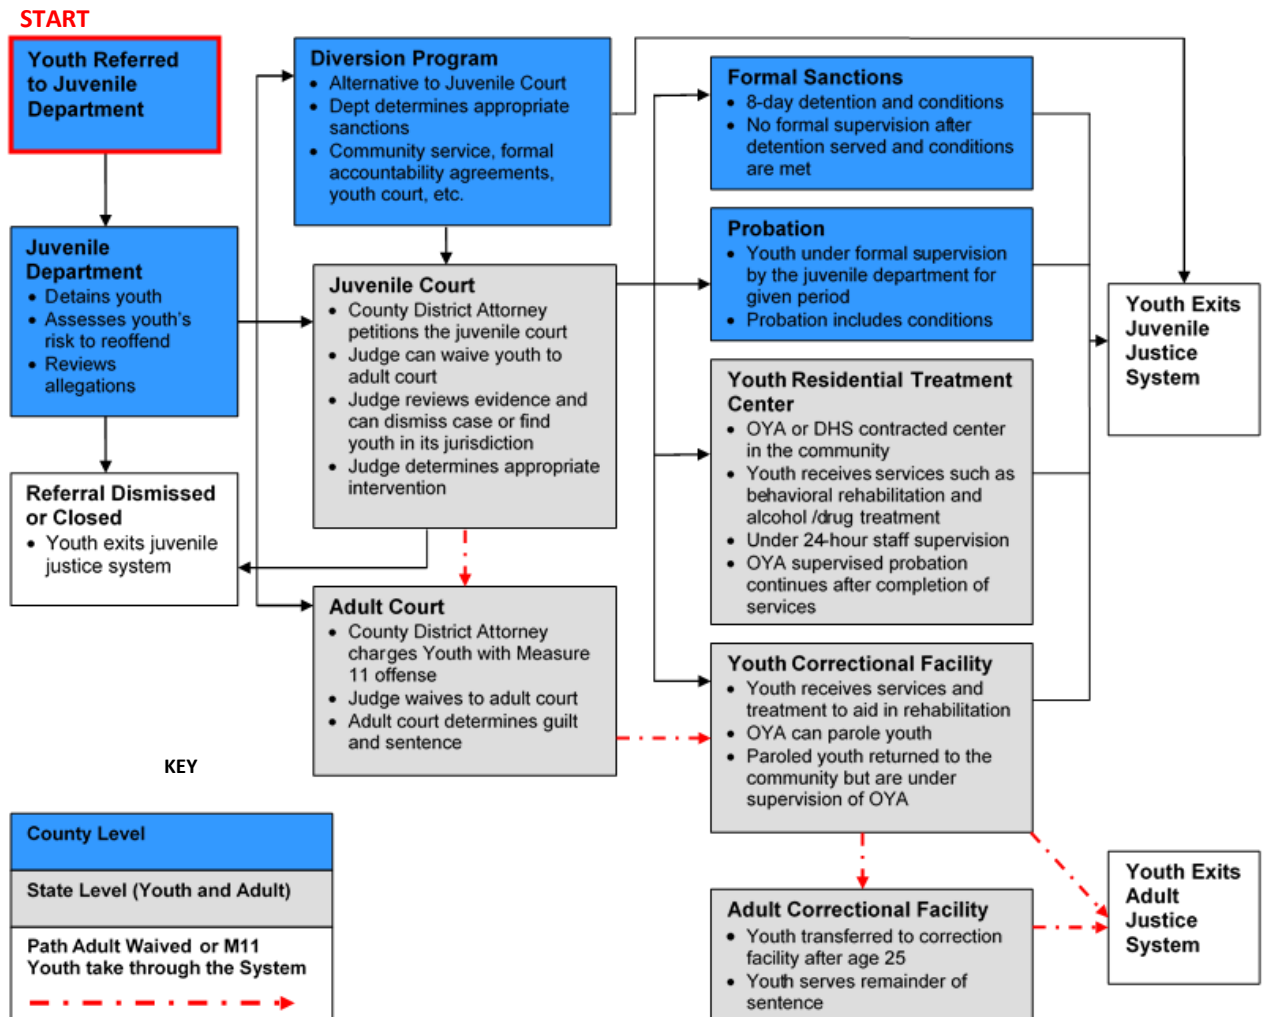 START
Youth Referred
to Juvenile
Department
Juvenile
Department
• Detains youth
• Assesses youth's
risk to reoffend
• Reviews
allegations
Referral Dismissed
or Closed
• Youth exits juvenile
justice system
Diversion Program
• Alternative to Juvenile Court
• Dept determines appropriate
sanctions
• Community service, formal
accountability agreements,
youth court, etc.
Juvenile Court
• County District Attorney
petitions the juvenile court
• Judge can waive youth to
adult court
• Judge reviews evidence and
can dismiss case or find
youth in its jurisdiction
• Judge determines appropriate
intervention
Adult Court
• County District Attorney
charges Youth with Measure
11 offense
• Judge waives to adult court
• Adult court determines guilt
and sentence
Formal Sanctions
• 8-day detention and conditions
• No formal supervision after
detention served and conditions
are met
Probation
• Youth under formal supervision
by the juvenile department for
given period
• Probation includes conditions
Youth Residential Treatment
Center
• OYA or DHS contracted center
in the community
• Youth receives services such as
behavioral rehabilitation and
alcohol /drug treatment
• Under 24-hour staff supervision
• OYA supervised probation
continues after completion of
services
Youth Correctional Facility
• Youth receives services and
treatment to aid in rehabilitation
• OYA can parole youth
• Paroled youth returned to the
community but are under
supervision of OYA
Adult Correctional Facility
• Youth transferred to correction
facility after age 25
• Youth serves remainder of
sentence
Youth Exits
Juvenile
Justice
System
Youth Exits
Adult
Justice
System
KEY
County Level
State Level (Youth and Adult)
Path Adult Waived or M11
Youth take through the System